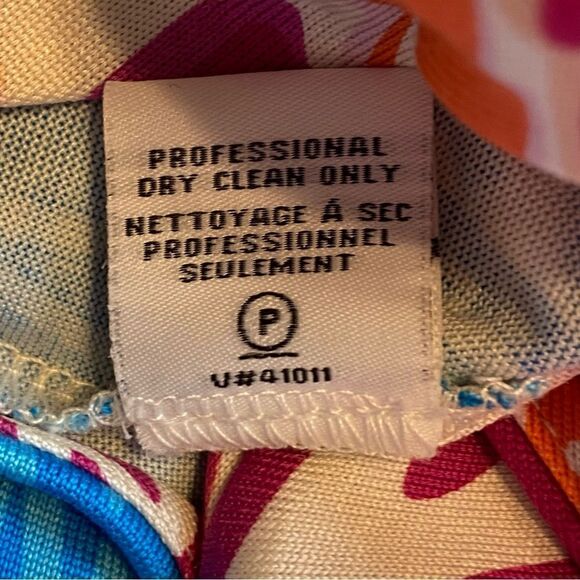 PROFESSIONAL
DRY CLEAN ONLY
NETTOYAGE Á SEC
PROFESSIONNEL
SEULEMENT
P
V#41011